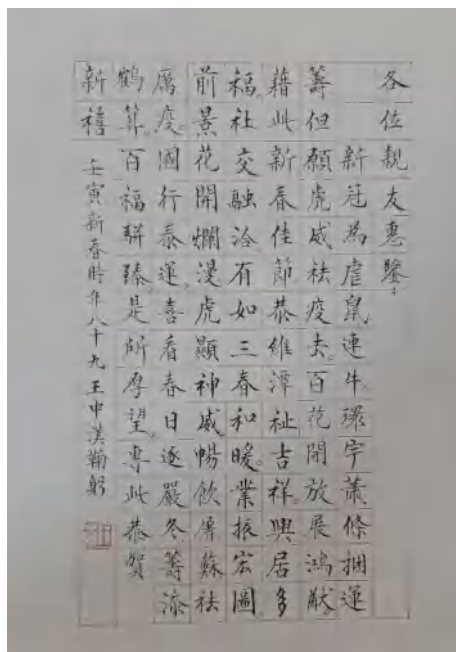 各位親友惠鑒：
新冠為虐鼠連牛。環宇蕭條捆運
籌但願虎威祛疫去。百花開放展鴻猷。
藉此新春佳節恭維潭祉吉祥。興居多
福。社交融洽有如三春和暖。業振宏圖。
前景花開爛漫虎顯神威暢飲屠蘇祛
厲疫。國行泰運。喜看春日逐嚴冬籌添
鶴算。百福駢臻是所厚望。專此恭賀
新禧
壬寅新春時年八十九王中漢鞠躬